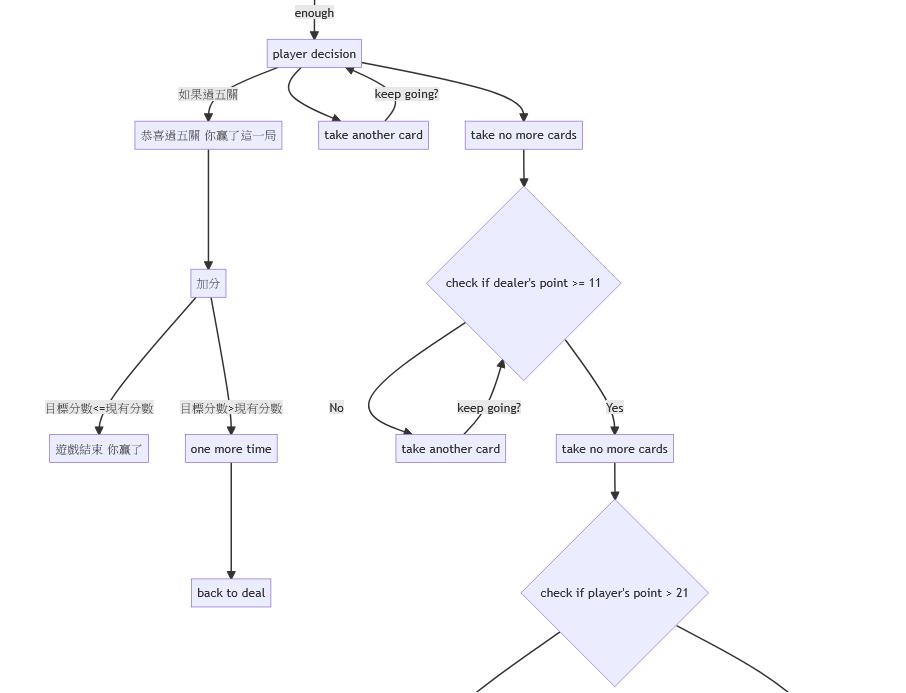 enough
player decision
如果過五關
keep going?
恭喜過五關 你贏了這一局
take another card
take no more cards
加分
check if dealer's point >= 11
目標分數<=現有分數
目標分數>現有分數
No
keep going?
Yes
遊戲結束 你贏了
one more time
take another card
take no more cards
back to deal
check if player's point > 21